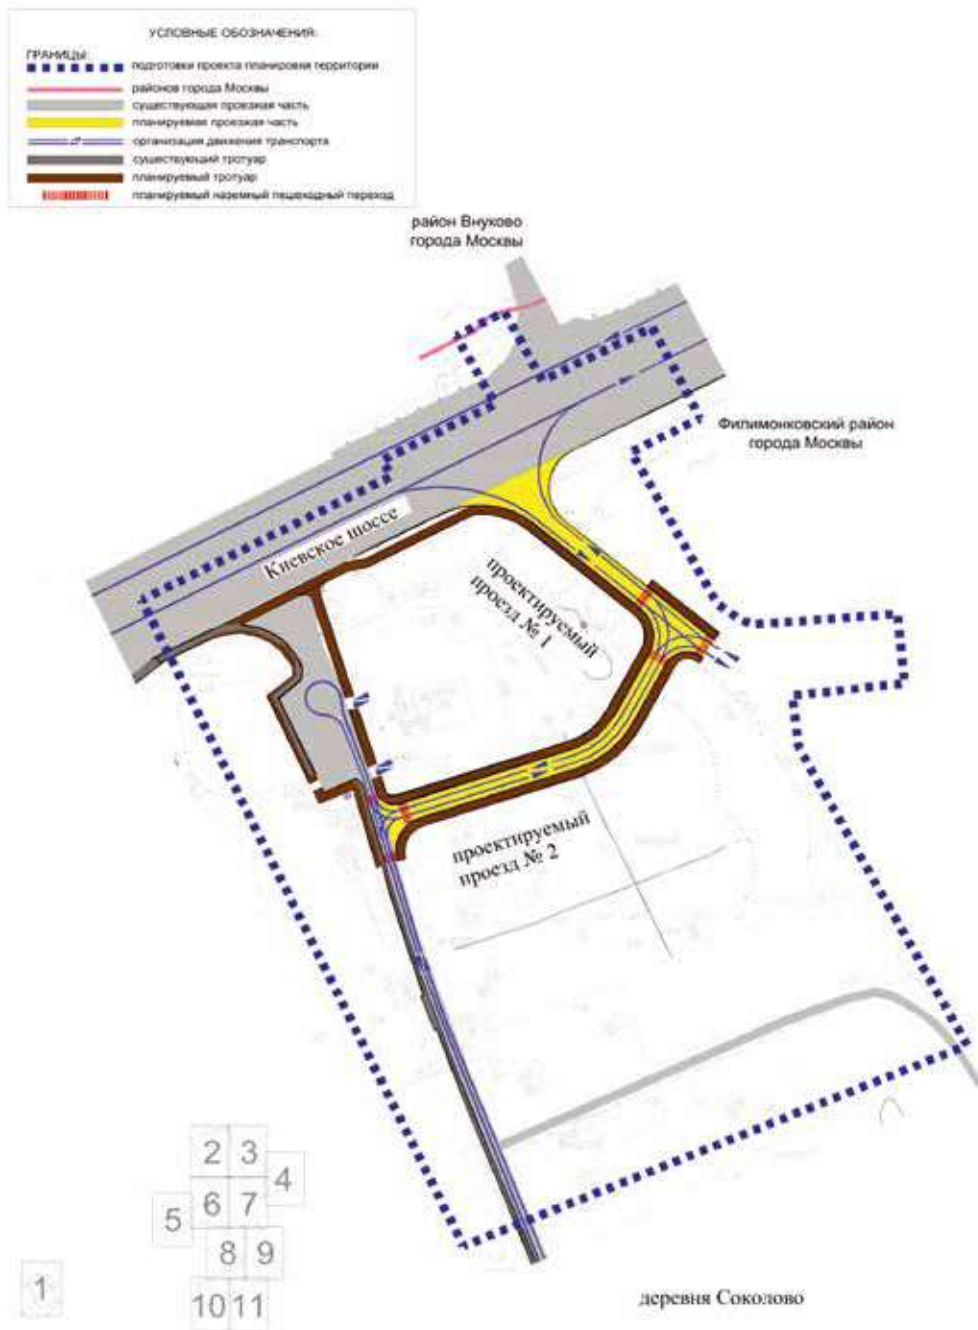 УСЛОВНЫЕ ОБОЗНАЧЕНИЯ:
ГРАНИЦЫ:
подготовки проекта планировки территории
районов города Москвы
существующая проезжая часть
планируемая проезжая часть
организация движения транспорта
существующий тротуар
планируемый тротуар
планируемый наземный пешеходный переход
район Внуково
города Москвы
Филимонковский район
города Москвы
Киевское шоссе
проектируемый
проезд № 1
проектируемый
проезд № 2
2 3
4
5
6 7
8 9
1
10 11
деревня Соколово